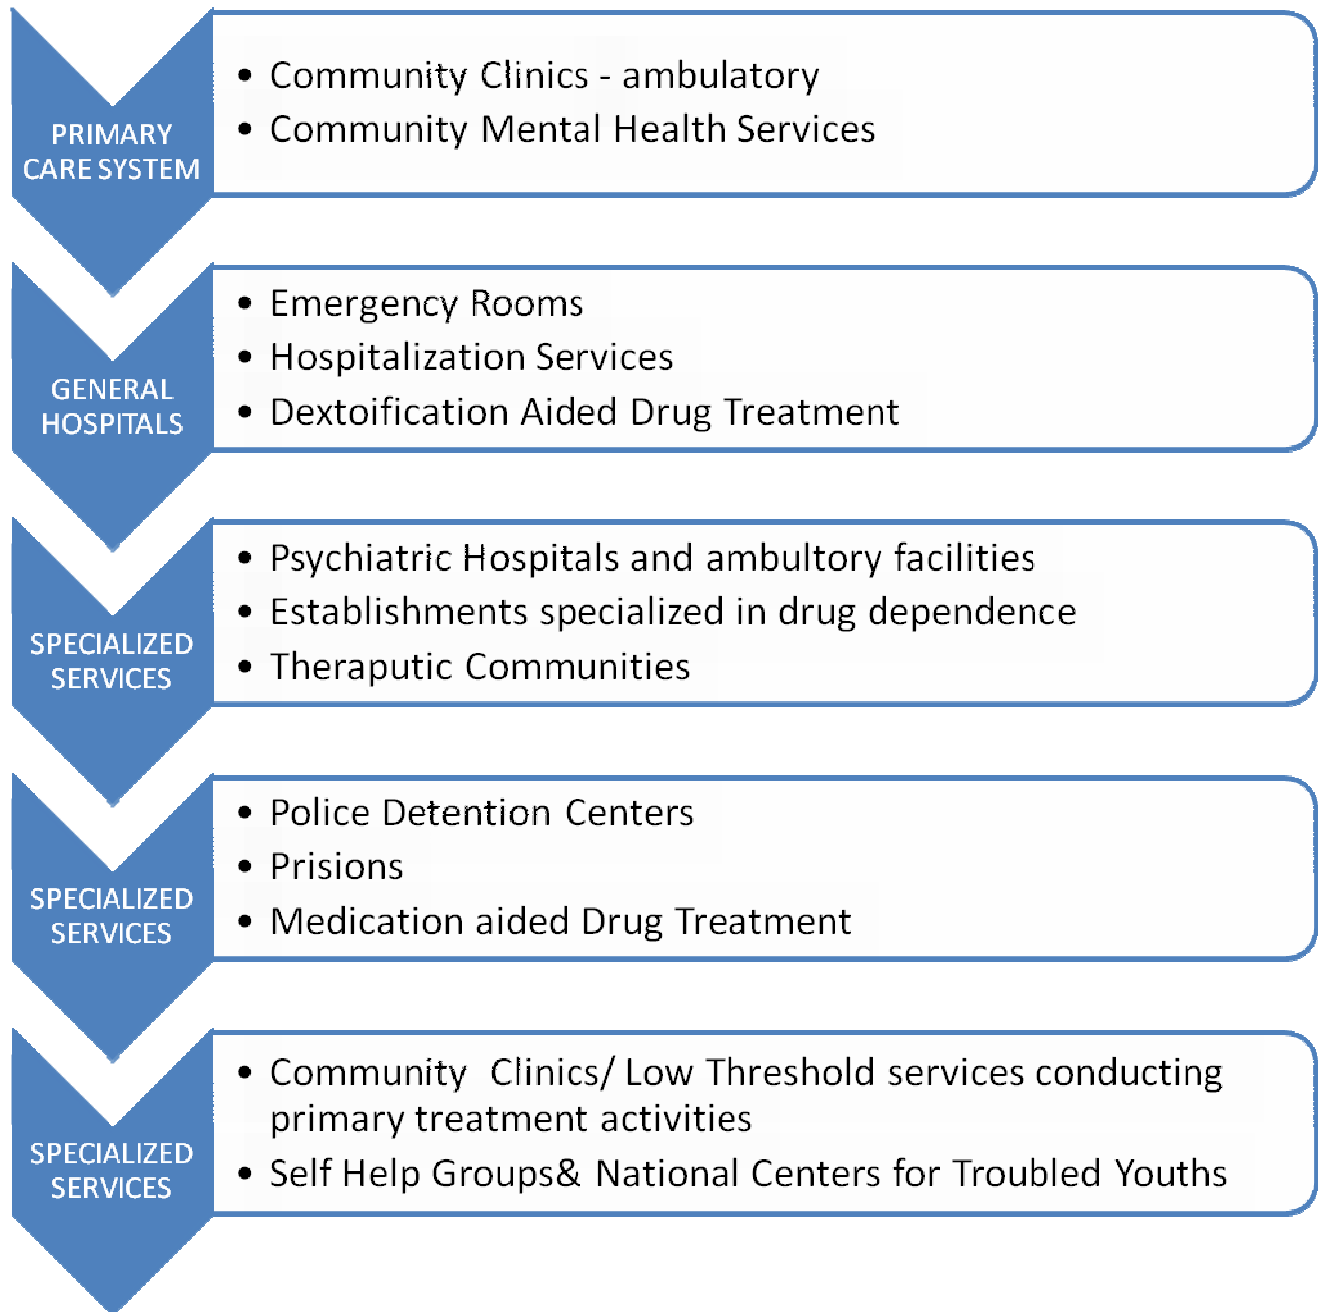 PRIMARY
CARE SYSTEM
• Community Clinics - ambulatory
• Community Mental Health Services
GENERAL
HOSPITALS
• Emergency Rooms
• Hospitalization Services
• Dextoification Aided Drug Treatment
SPECIALIZED
SERVICES
• Psychiatric Hospitals and ambultory facilities
• Establishments specialized in drug dependence
• Theraputic Communities
SPECIALIZED
SERVICES
• Police Detention Centers
• Prisions
• Medication aided Drug Treatment
SPECIALIZED
SERVICES
• Community  Clinics/ Low Threshold services conducting
primary treatment activities
• Self Help Groups& National Centers for Troubled Youths